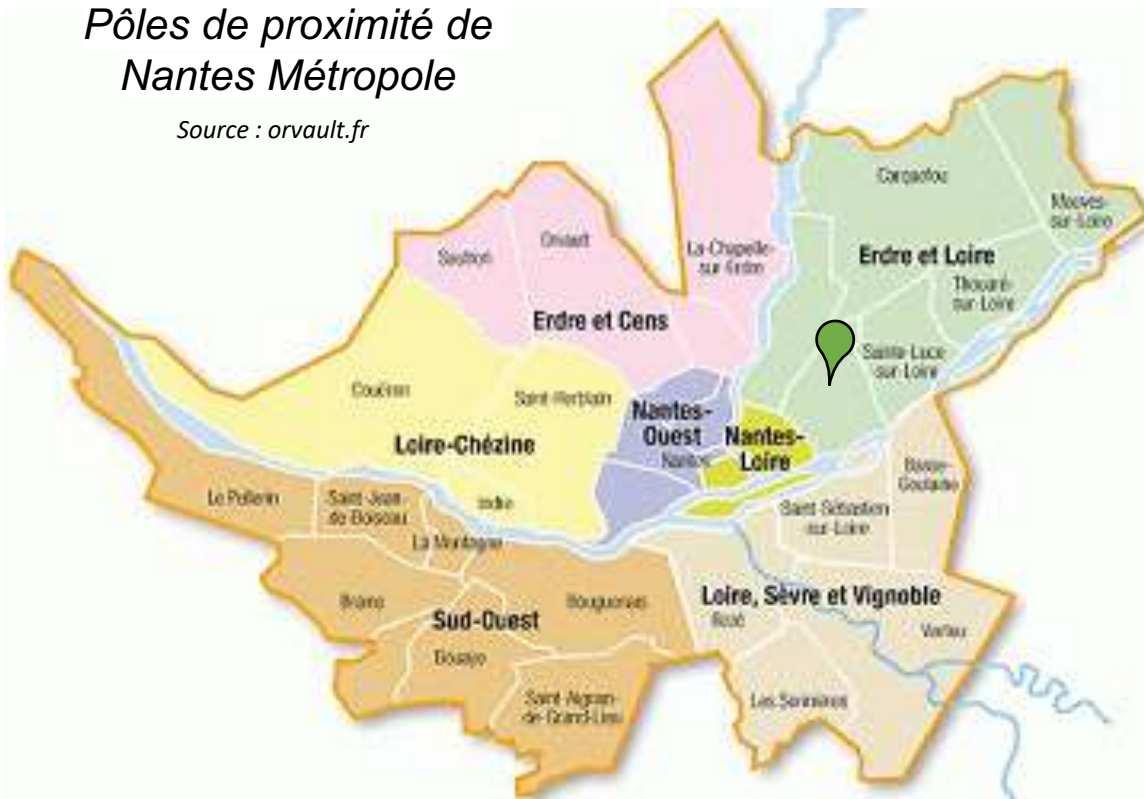 Pôles de proximité de
Nantes Métropole
Source : orvault.fr
Carquefou
Mauves-
sur-Loire
Erdre et Loire
Thouaré-
sur-Loire
Sainte-Luce
sur-Loire
La-Chapelle-
sur-Erdre
Orvault
Sautron
Erdre et Cens
Couëron
Saint-Herblain
Loire-Chézine
Indre
Nantes-
Ouest
Nantes
Nantes-
Loire
Basse-
Goulaine
Saint-Sébastien
sur-Loire
Le Pellerin
Saint-Jean-
de-Boiseau
La Montagne
Brains
Bouguenais
Sud-Ouest
Bouaye
Saint-Aignan-
de-Grand-Lieu
Loire, Sèvre et Vignoble
Rezé
Vertou
Les Sorinières